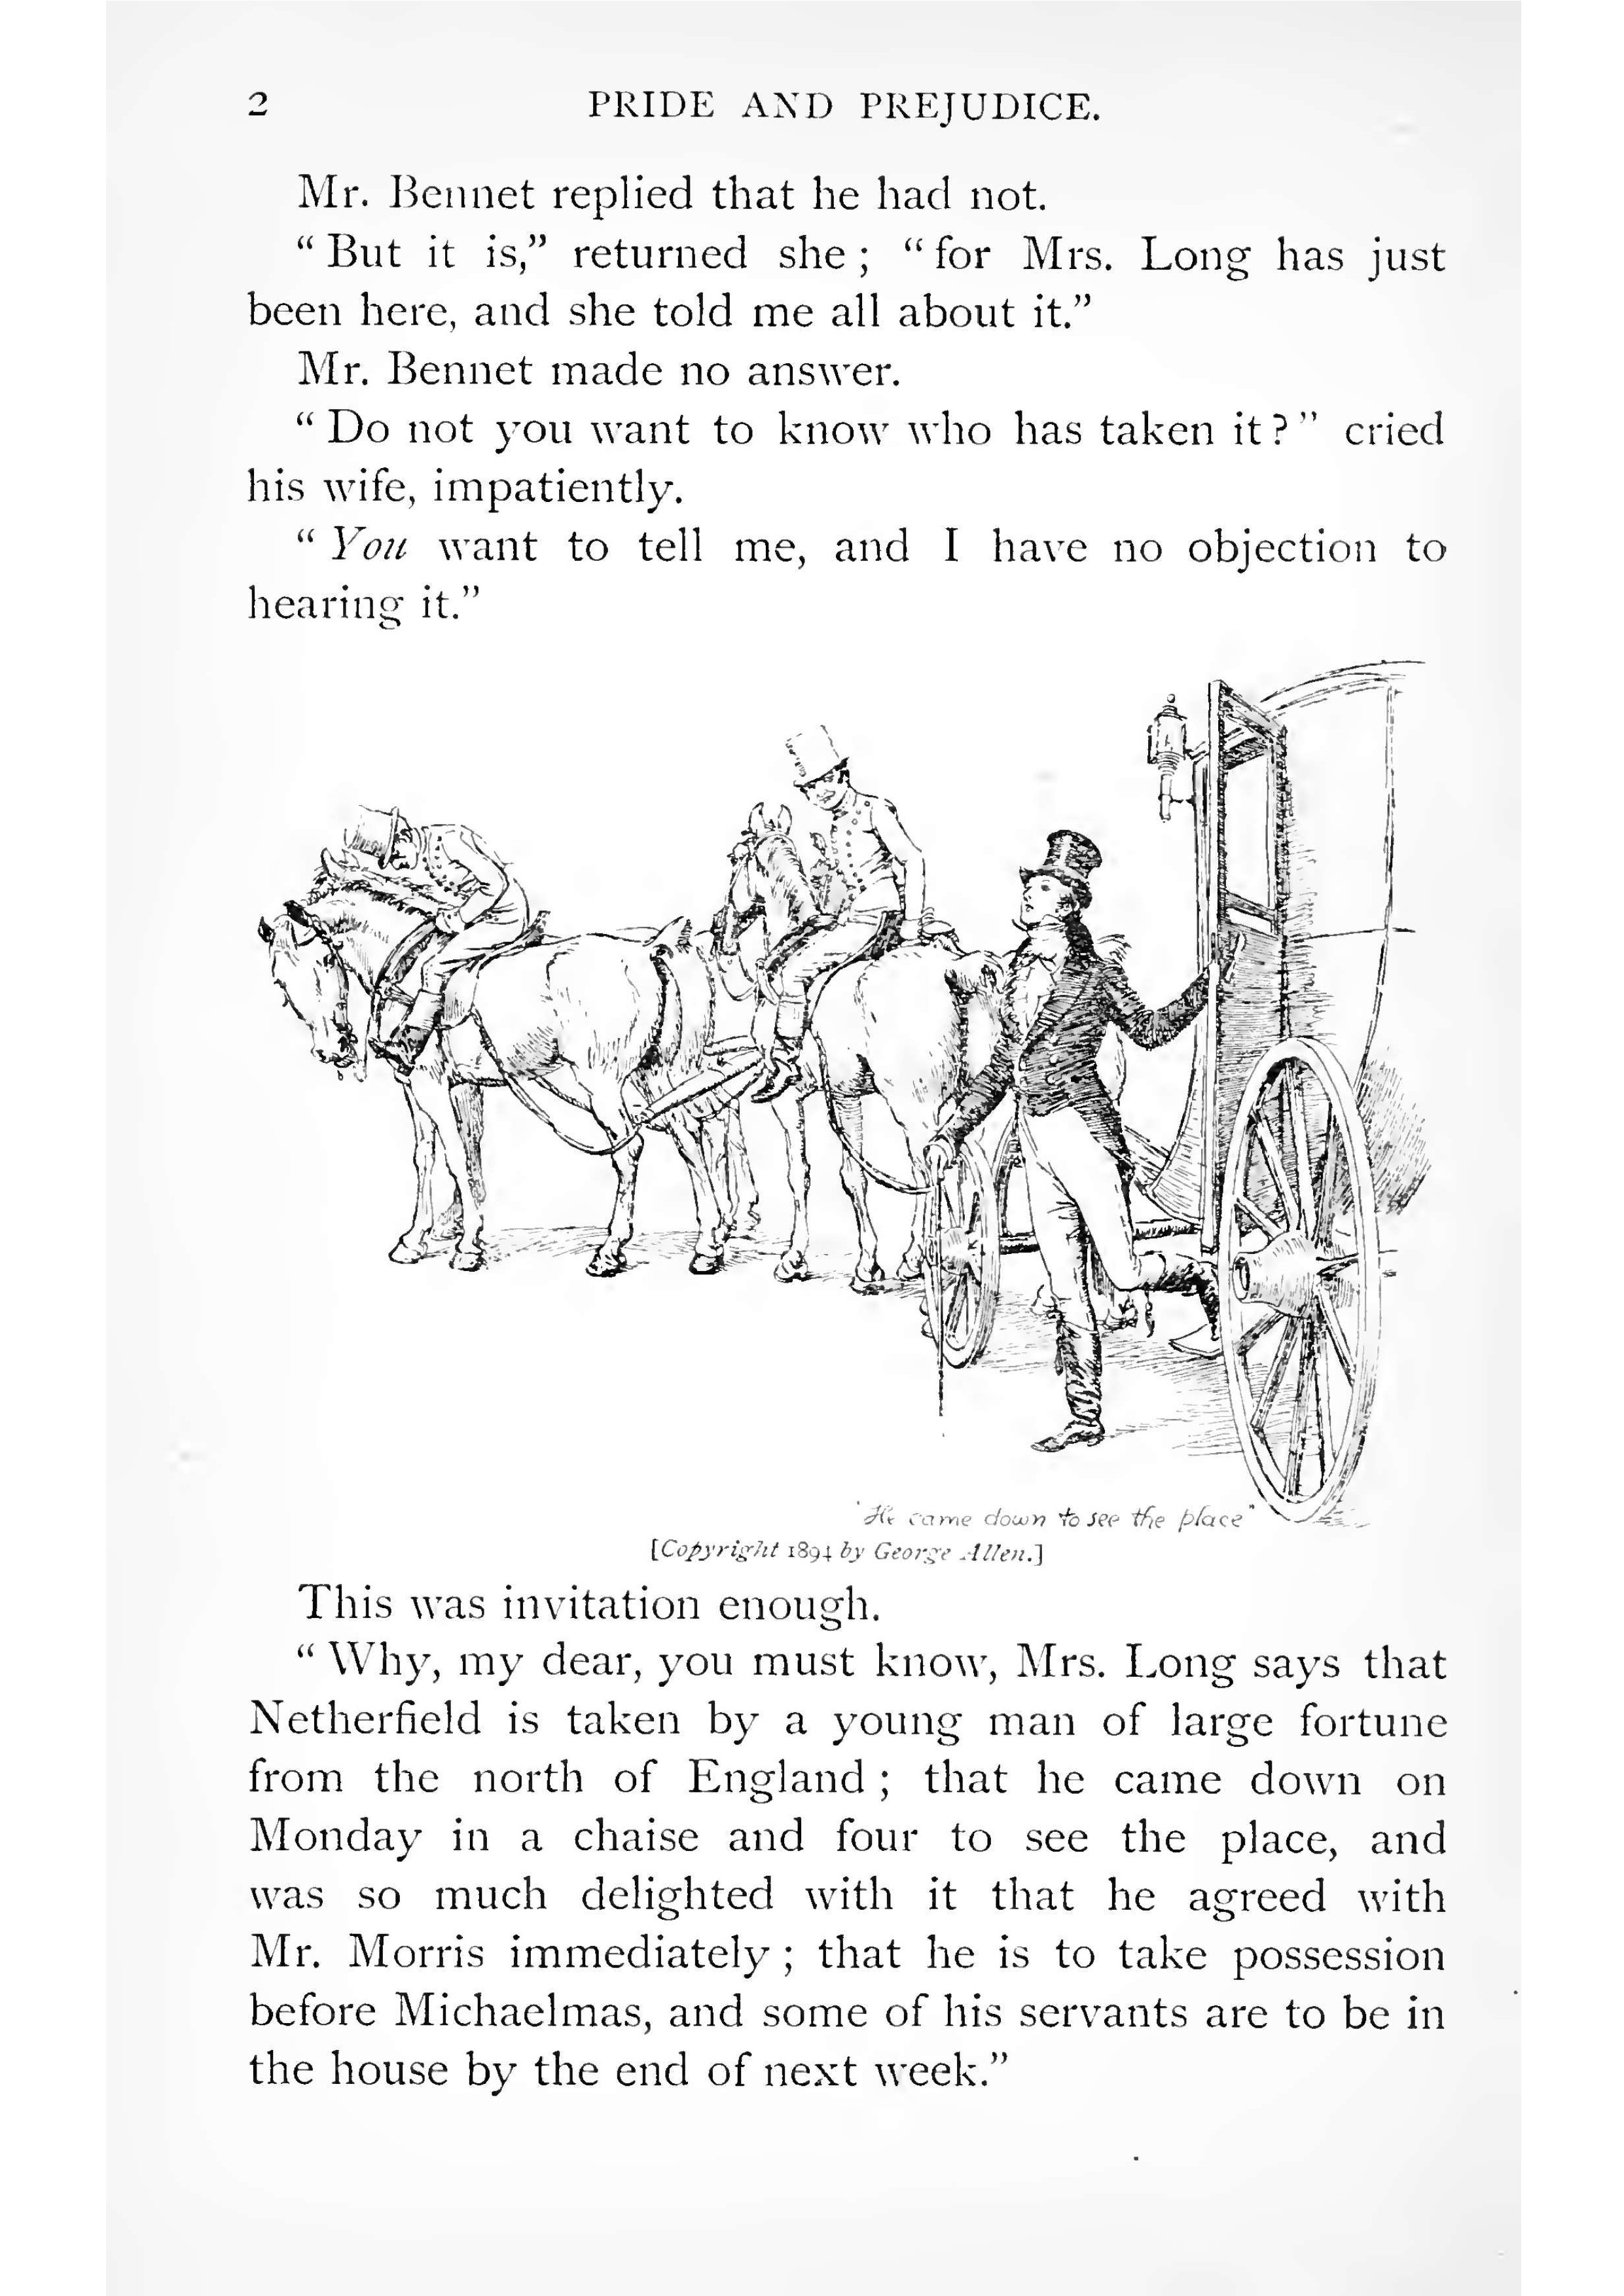 2 PRIDE AND PREJUDICE.
Mr. Bennet replied that he had not.
“But it is,” returned she; “for Mrs. Long has just
been here, and she told me all about it.”
Mr. Bennet made no answer.
“Do not you want to know who has taken it?” cried
his wife, impatiently.
“You want to tell me, and I have no objection to
hearing it.”
"He came down to see the place"
[Copyright 1894 by George Allen.]
This was invitation enough.
“Why, my dear, you must know, Mrs. Long says that
Netherfield is taken by a young man of large fortune
from the north of England; that he came down on
Monday in a chaise and four to see the place, and
was so much delighted with it that he agreed with
Mr. Morris immediately; that he is to take possession
before Michaelmas, and some of his servants are to be in
the house by the end of next week.”